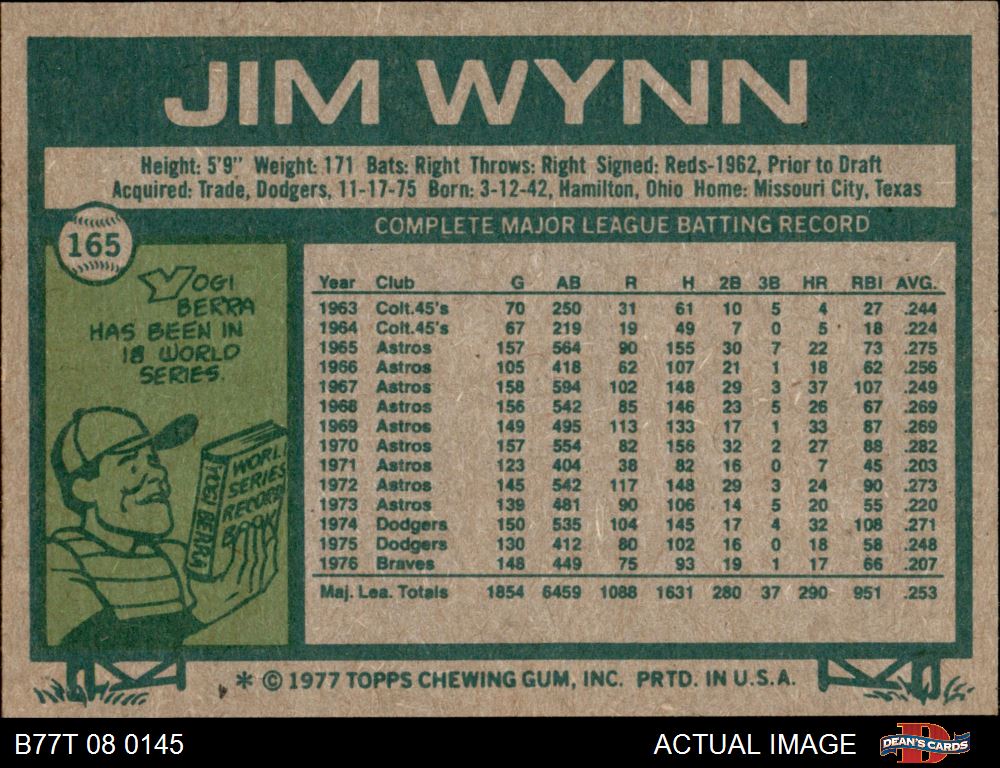 JIM WYNN
Height: 5'9" Weight: 171 Bats: Right Throws: Right Signed: Reds-1962, Prior to Draft
Acquired: Trade, Dodgers, 11-17-75 Born: 3-12-42, Hamilton, Ohio Home: Missouri City, Texas
165
COMPLETE MAJOR LEAGUE BATTING RECORD
YOGI
BERRA
HAS BEEN IN
18 WORLD
SERIES.
WORL
SERIES
RECORD
BOOK
YOGI BERRA
Year Club G AB R H 2B 3B HR RBI AVG.
1963 Colt.45's 70 250 31 61 10 5 4 27 .244
1964 Colt.45's 67 219 19 49 7 0 5 18 .224
1965 Astros 157 564 90 155 30 7 22 73 .275
1966 Astros 105 418 62 107 21 1 18 62 .256
1967 Astros 158 594 102 148 29 3 37 107 .249
1968 Astros 156 542 85 146 23 5 26 67 .269
1969 Astros 149 495 113 133 17 1 33 87 .269
1970 Astros 157 554 82 156 32 2 27 88 .282
1971 Astros 123 404 38 82 16 0 7 45 .203
1972 Astros 145 542 117 148 29 3 24 90 .273
1973 Astros 139 481 90 106 14 5 20 55 .220
1974 Dodgers 150 535 104 145 17 4 32 108 .271
1975 Dodgers 130 412 80 102 16 0 18 58 .248
1976 Braves 148 449 75 93 19 1 17 66 .207
Maj. Lea. Totals 1854 6459 1088 1631 280 37 290 951 .253
* © 1977 TOPPS CHEWING GUM, INC. PRTD. IN U.S.A.
B77T 08 0145
ACTUAL IMAGE
DEAN'S CARDS